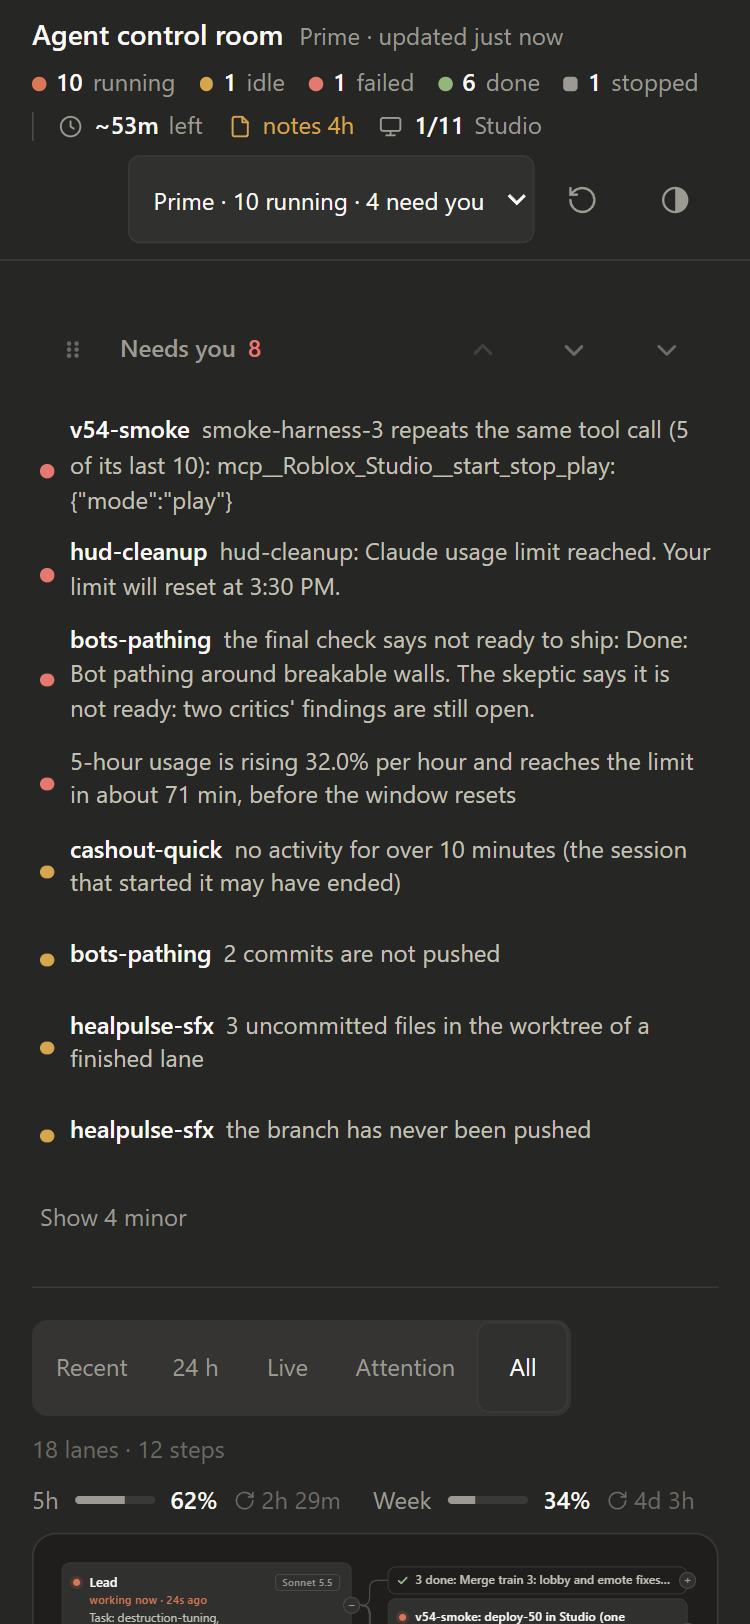 Agent control room Prime · updated just now
10 running 1 idle 1 failed 6 done 1 stopped
~53m left notes 4h 1/11 Studio
Prime · 10 running · 4 need you
Needs you 8
v54-smoke smoke-harness-3 repeats the same tool call (5
of its last 10): mcp__Roblox_Studio__start_stop_play:
{"mode":"play"}
hud-cleanup hud-cleanup: Claude usage limit reached. Your
limit will reset at 3:30 PM.
bots-pathing the final check says not ready to ship: Done:
Bot pathing around breakable walls. The skeptic says it is
not ready: two critics' findings are still open.
5-hour usage is rising 32.0% per hour and reaches the limit
in about 71 min, before the window resets
cashout-quick no activity for over 10 minutes (the session
that started it may have ended)
bots-pathing 2 commits are not pushed
healpulse-sfx 3 uncommitted files in the worktree of a
finished lane
healpulse-sfx the branch has never been pushed
Show 4 minor
Recent 24 h Live Attention All
18 lanes · 12 steps
5h 62% 2h 29m Week 34% 4d 3h
Lead Sonnet 5.5
working now · 24s ago
Task: destruction-tuning,
3 done: Merge train 3: lobby and emote fixes...
v54-smoke: deploy-50 in Studio (one